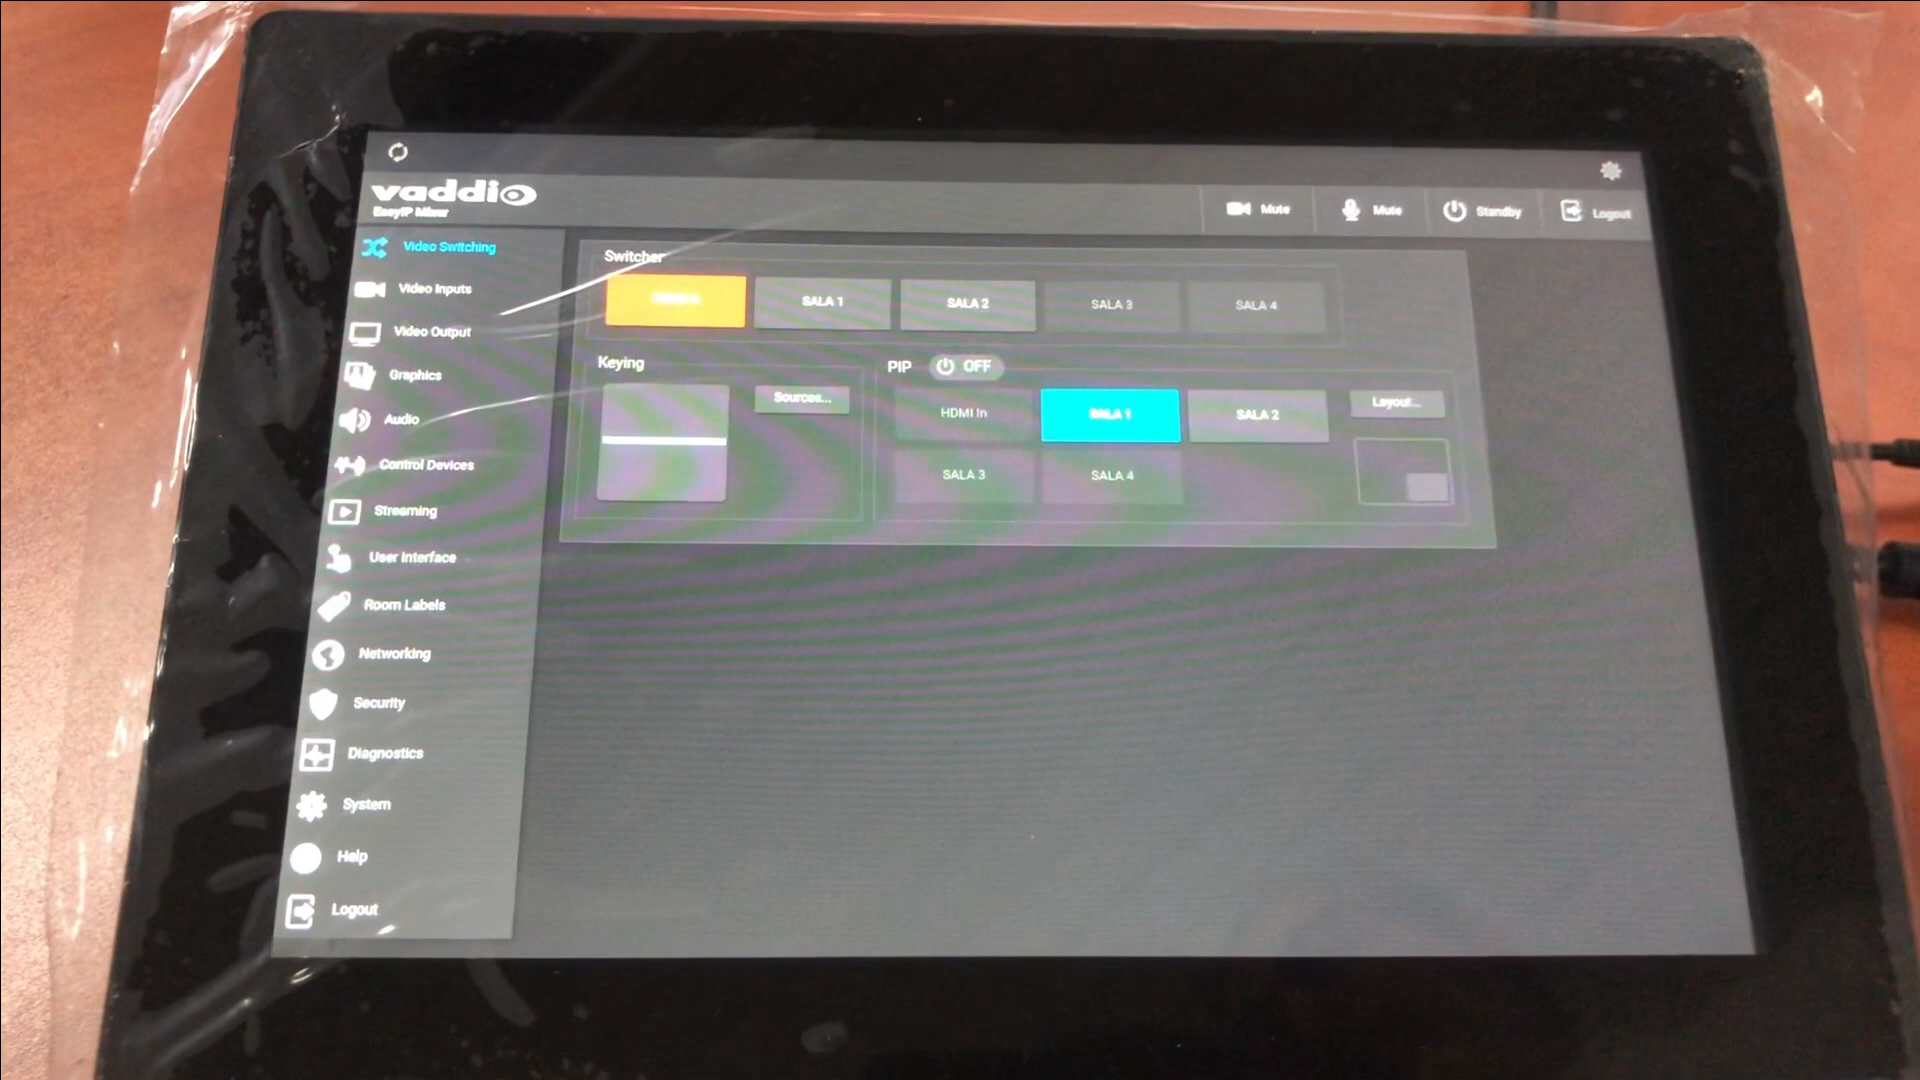 vaddio
EasyIP Mixer
Mute
Mute
Standby
Logout
Video Switching
Video Inputs
Video Output
Graphics
Audio
Control Devices
Streaming
User Interface
Room Labels
Networking
Security
Diagnostics
System
Help
Logout
Switcher
SALA 1
SALA 2
SALA 3
SALA 4
Keying
Sources...
PIP
OFF
HDMI In
SALA 1
SALA 2
Layout...
SALA 3
SALA 4